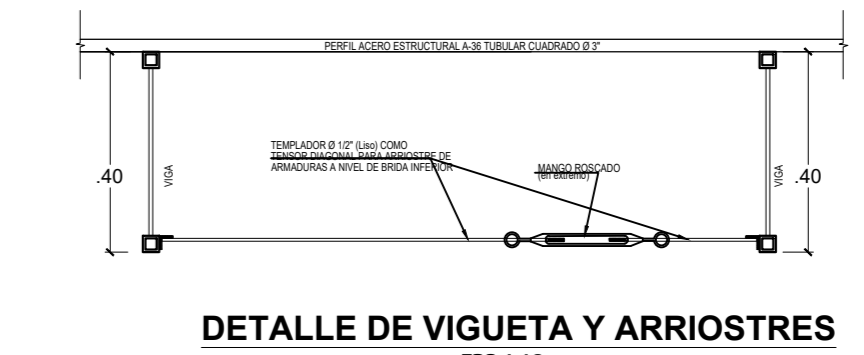 PERFIL ACERO ESTRUCTURAL A-36 TUBULAR CUADRADO Ø 3"
TEMPLADOR Ø 1/2" (Liso) COMO
TENSOR DIAGONAL PARA ARRIOSTRE DE
ARMADURAS A NIVEL DE BRIDA INFERIOR
MANGO ROSCADO
(en extremo)
.40
VIGA
VIGA
.40
DETALLE DE VIGUETA Y ARRIOSTRES